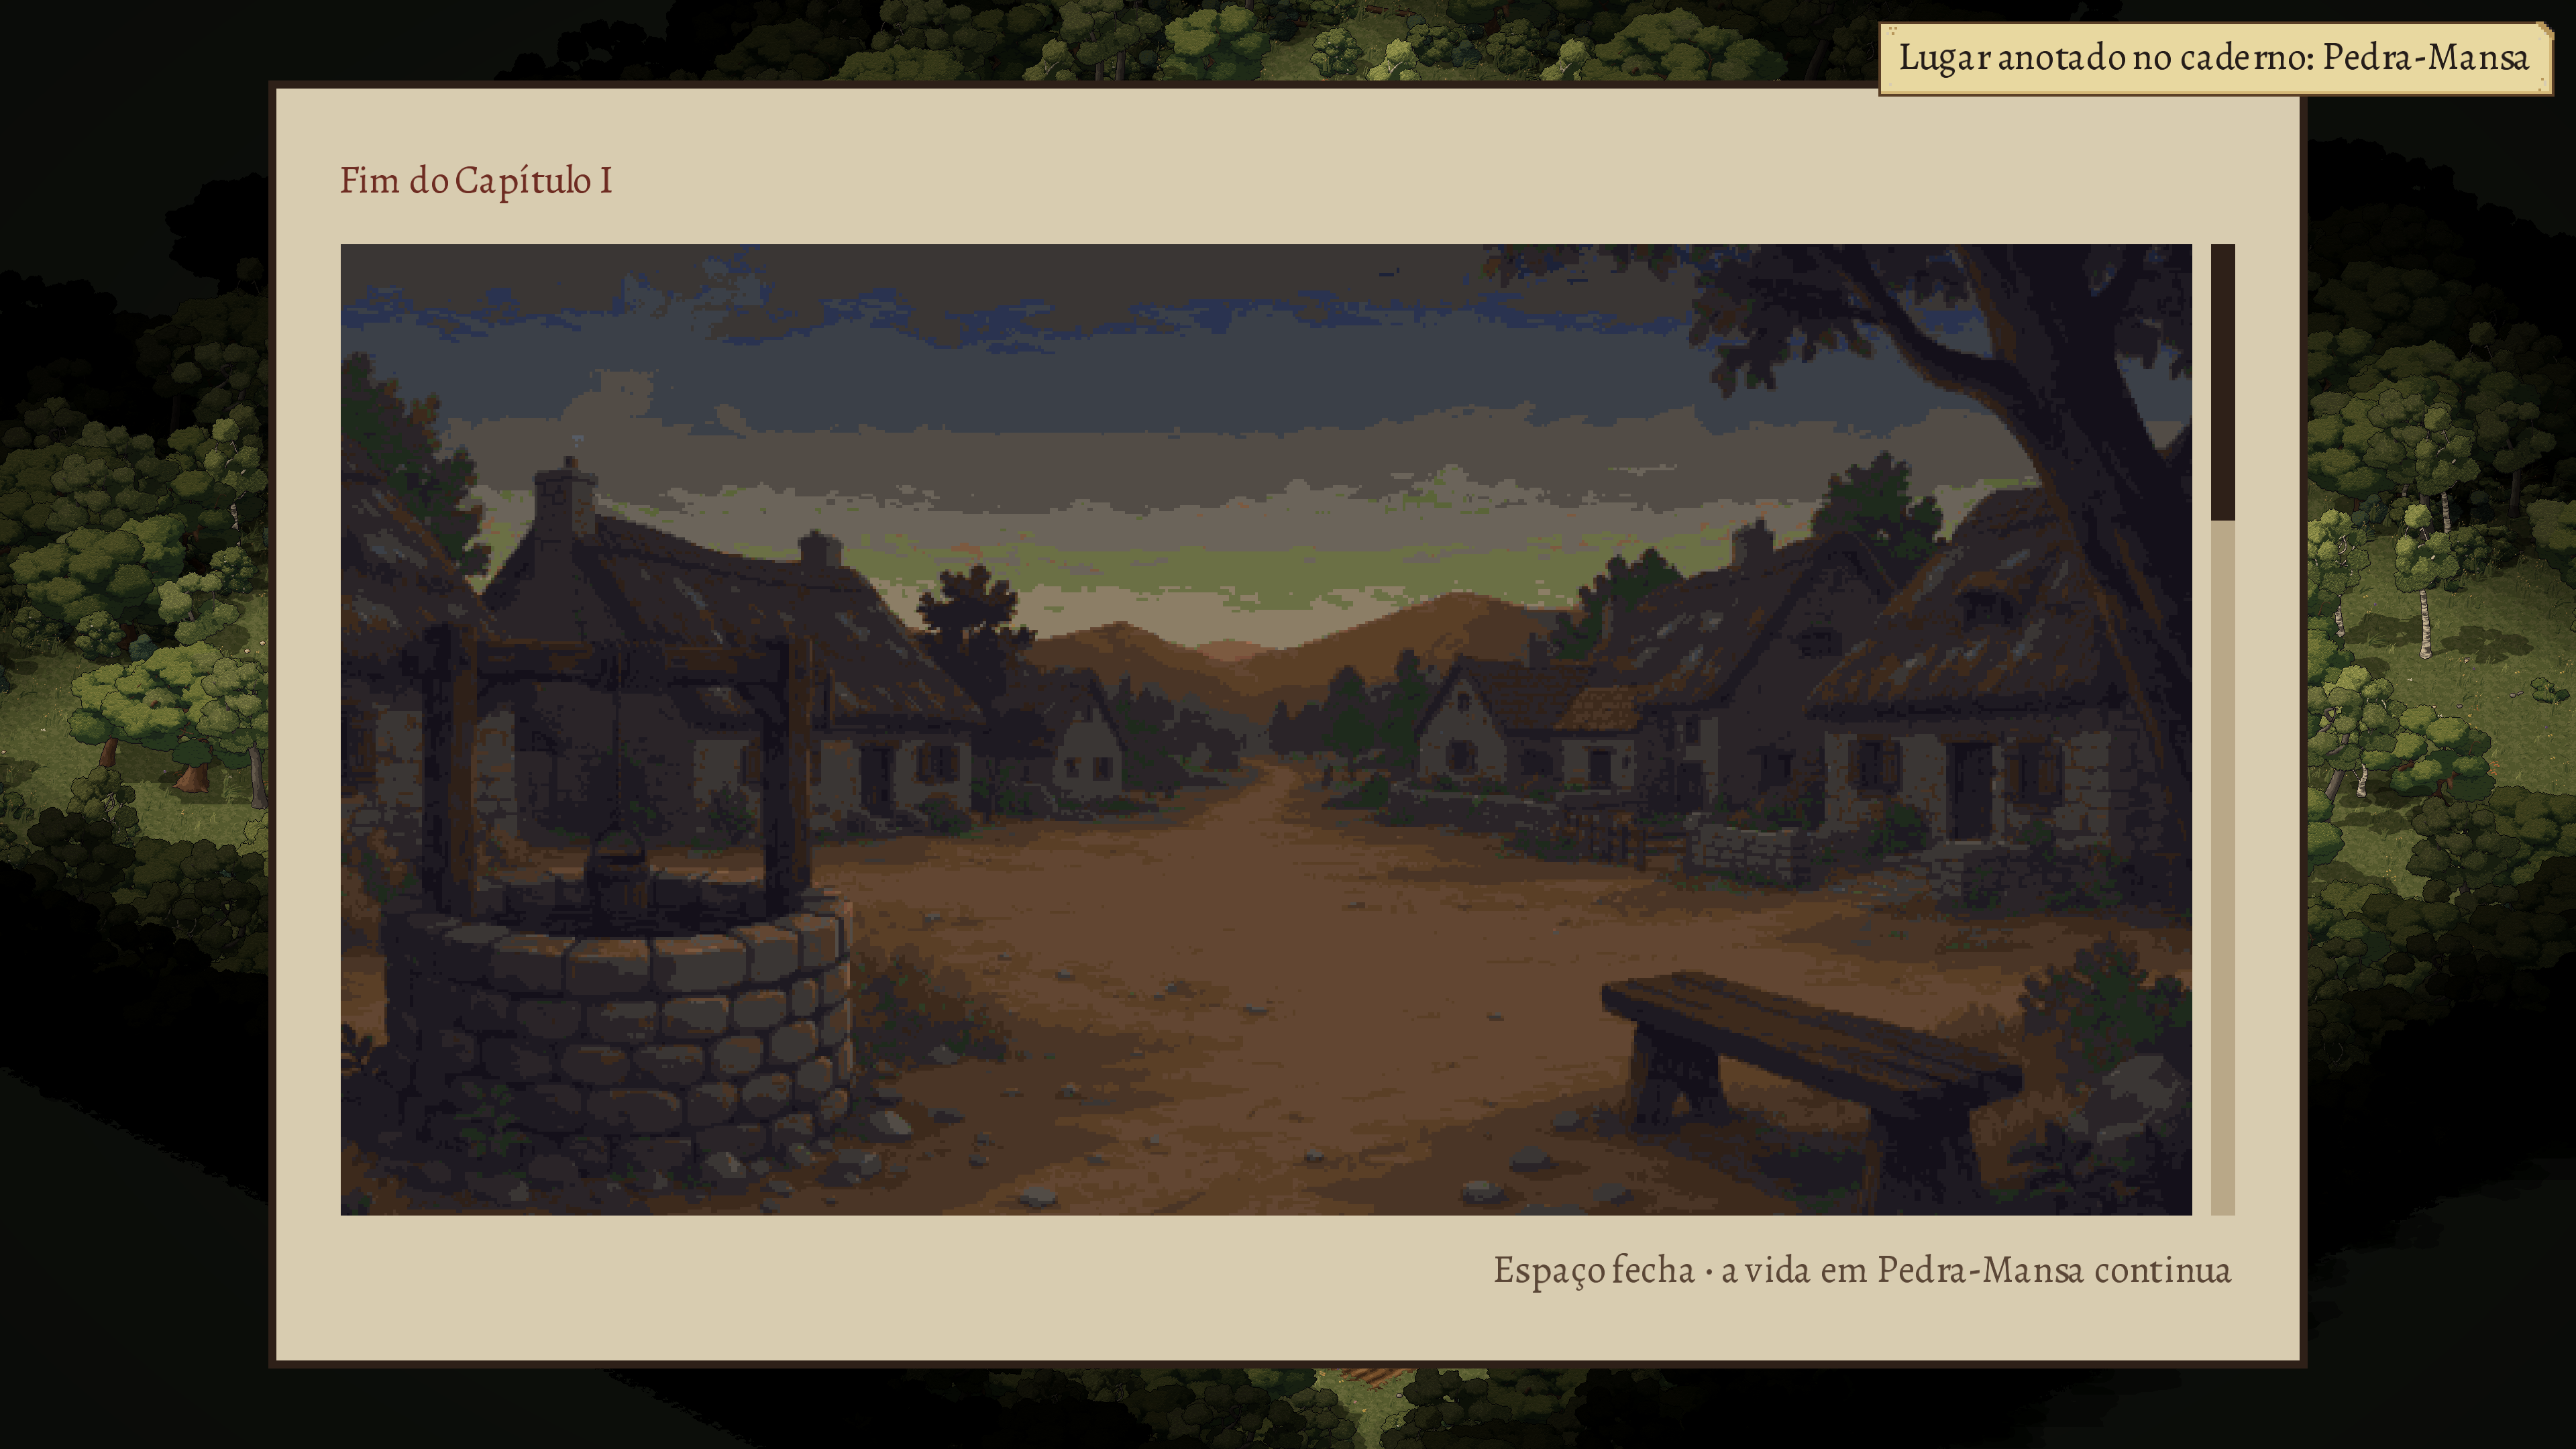 Lugar anotado no caderno: Pedra-Mansa
Fim do Capítulo I
Espaço fecha · a vida em Pedra-Mansa continua